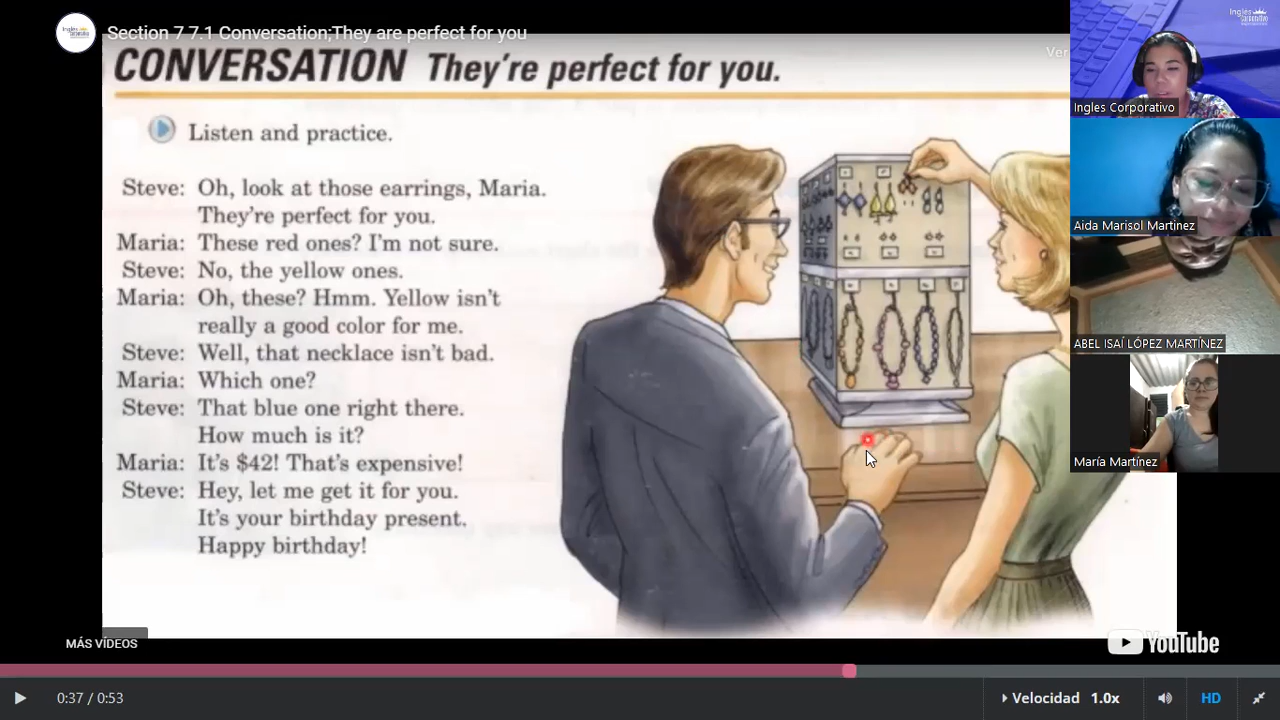 Section 7 7.1 Conversation;They are perfect for you
CONVERSATION They're perfect for you.
Listen and practice.
Steve: Oh, look at those earrings, Maria.
They're perfect for you.
Maria: These red ones? I'm not sure.
Steve: No, the yellow ones.
Maria: Oh, these? Hmm. Yellow isn't
really a good color for me.
Steve: Well, that necklace isn't bad.
Maria: Which one?
Steve: That blue one right there.
How much is it?
Maria: It's $42! That's expensive!
Steve: Hey, let me get it for you.
It's your birthday present.
Happy birthday!
Ingles Corporativo
Aida Marisol Martinez
ABEL ISAÍ LÓPEZ MARTÍNEZ
María Martínez
MÁS VÍDEOS
YouTube
0:37 / 0:53
Velocidad 1.0x
HD